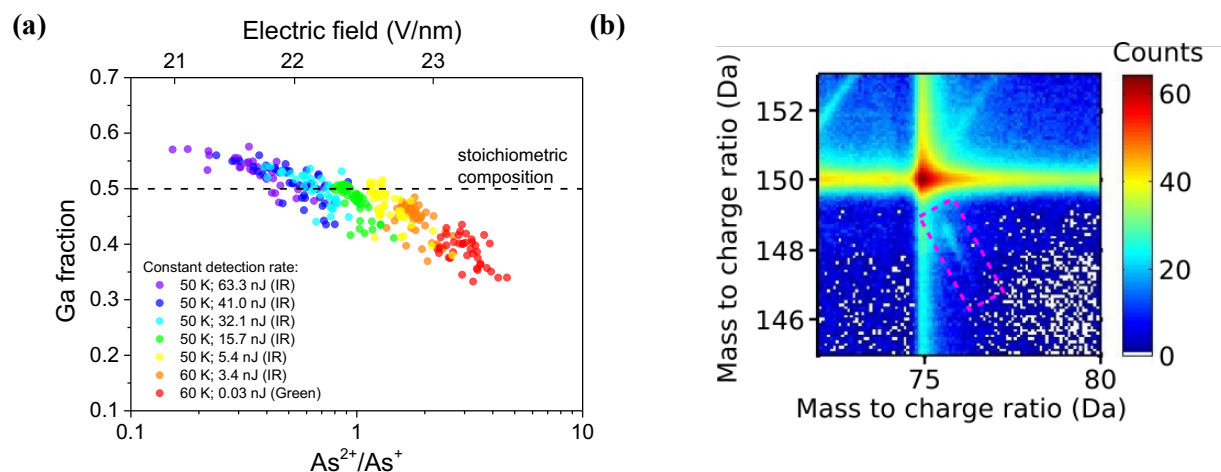 (a)
Electric field (V/nm)
21 22 23
0.7
0.6
0.5
0.4
0.3
0.2
0.1
Ga fraction
stoichiometric
composition
Constant detection rate:
50 K; 63.3 nJ (IR)
50 K; 41.0 nJ (IR)
50 K; 32.1 nJ (IR)
50 K; 15.7 nJ (IR)
50 K; 5.4 nJ (IR)
60 K; 3.4 nJ (IR)
60 K; 0.03 nJ (Green)
0.1 1 10
As²⁺/As⁺
(b)
Counts
Mass to charge ratio (Da)
152
150
148
146
75 80
Mass to charge ratio (Da)
60
40
20
0